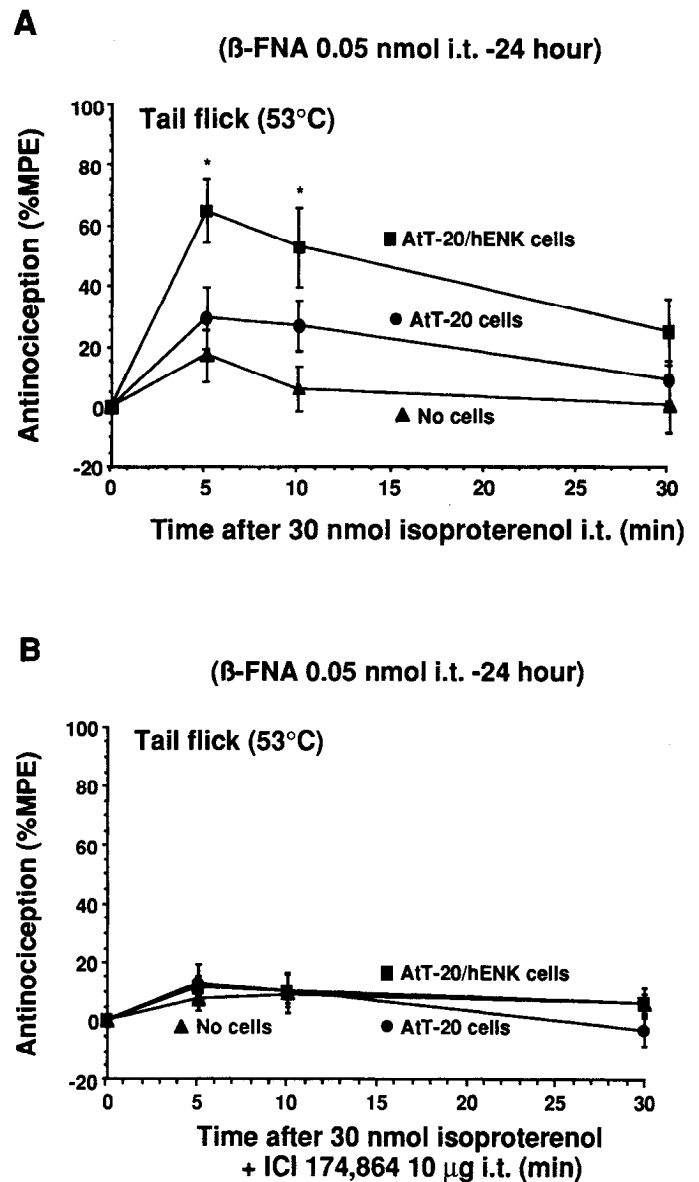 A
(ß-FNA 0.05 nmol i.t. -24 hour)
Tail flick (53°C)
Antinociception (%MPE)
100
80
60
40
20
0
-20
*
*
AtT-20/hENK cells
AtT-20 cells
No cells
0 5 10 15 20 25 30
Time after 30 nmol isoproterenol i.t. (min)
B
(ß-FNA 0.05 nmol i.t. -24 hour)
Tail flick (53°C)
Antinociception (%MPE)
100
80
60
40
20
0
-20
AtT-20/hENK cells
No cells
AtT-20 cells
0 5 10 15 20 25 30
Time after 30 nmol isoproterenol
+ ICI 174,864 10 µg i.t. (min)